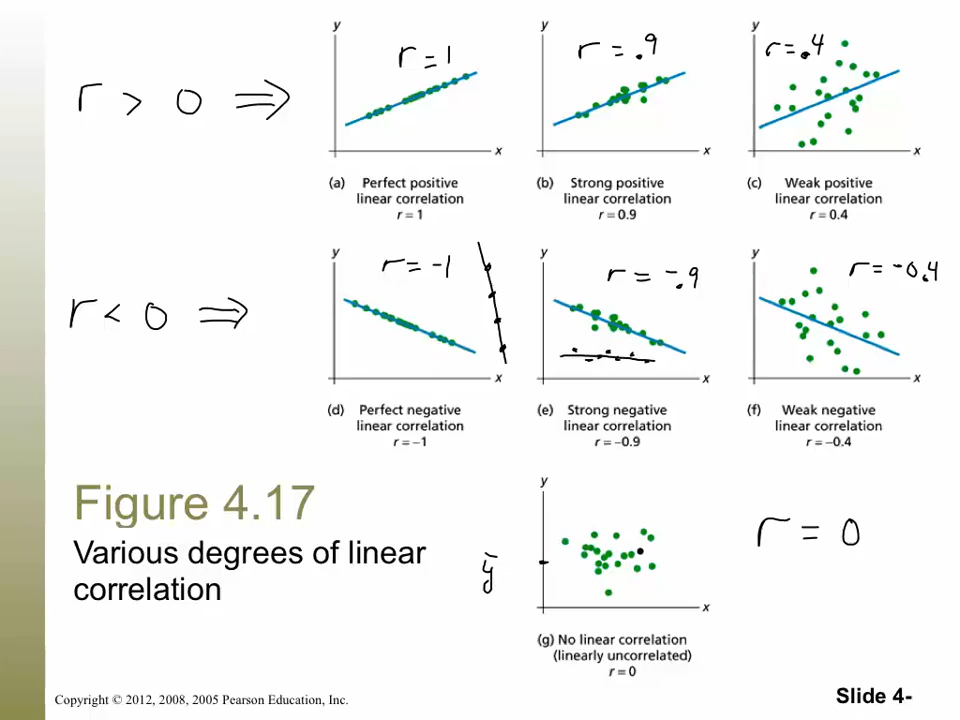 r > 0 ⇒
y
r = 1
x
(a) Perfect positive
linear correlation
r = 1
y
r = .9
x
(b) Strong positive
linear correlation
r = 0.9
y
r = .4
x
(c) Weak positive
linear correlation
r = 0.4
r < 0 ⇒
y
r = -1
x
(d) Perfect negative
linear correlation
r = −1
y
r = -.9
x
(e) Strong negative
linear correlation
r = −0.9
y
r = -0.4
x
(f) Weak negative
linear correlation
r = −0.4
Figure 4.17
Various degrees of linear
correlation
y
ȳ
x
(g) No linear correlation
(linearly uncorrelated)
r = 0
r = 0
Copyright © 2012, 2008, 2005 Pearson Education, Inc.
Slide 4-